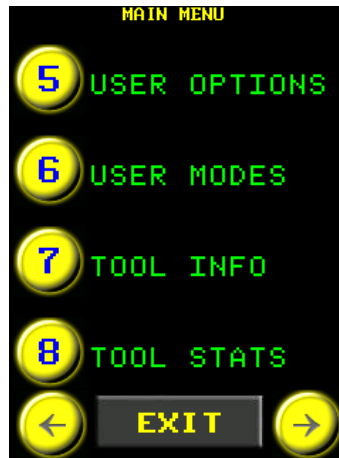 MAIN MENU
5 USER OPTIONS
6 USER MODES
7 TOOL INFO
8 TOOL STATS
← EXIT →